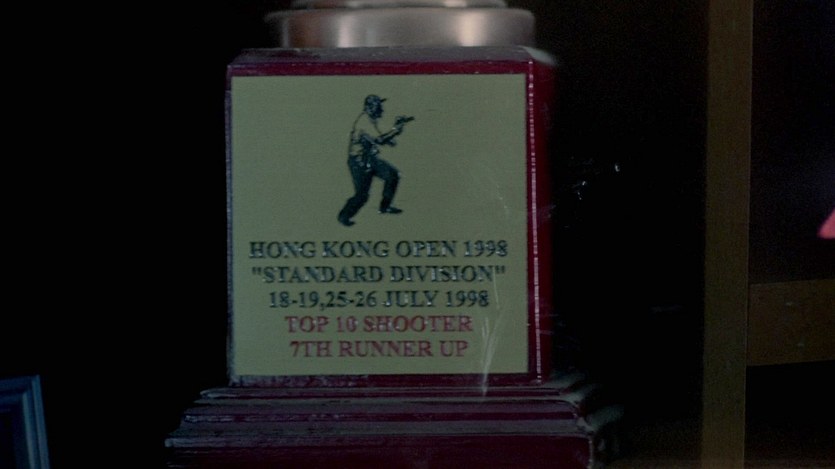 HONG KONG OPEN 1998
"STANDARD DIVISION"
18-19,25-26 JULY 1998
TOP 10 SHOOTER
7TH RUNNER UP